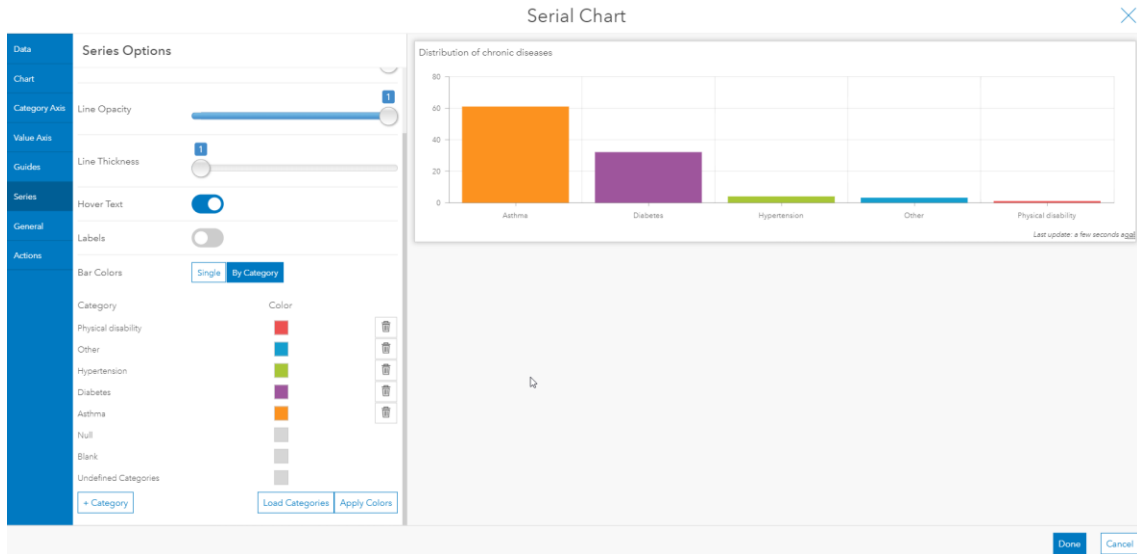 Serial Chart
Data
Chart
Category Axis
Value Axis
Guides
Series
General
Actions
Series Options
Line Opacity
1
Line Thickness
1
Hover Text
Labels
Bar Colors
Single
By Category
Category
Color
Physical disability
Other
Hypertension
Diabetes
Asthma
Null
Blank
Undefined Categories
+ Category
Load Categories
Apply Colors
Distribution of chronic diseases
80
60
40
20
0
Asthma
Diabetes
Hypertension
Other
Physical disability
Last update: a few seconds ago
Done
Cancel